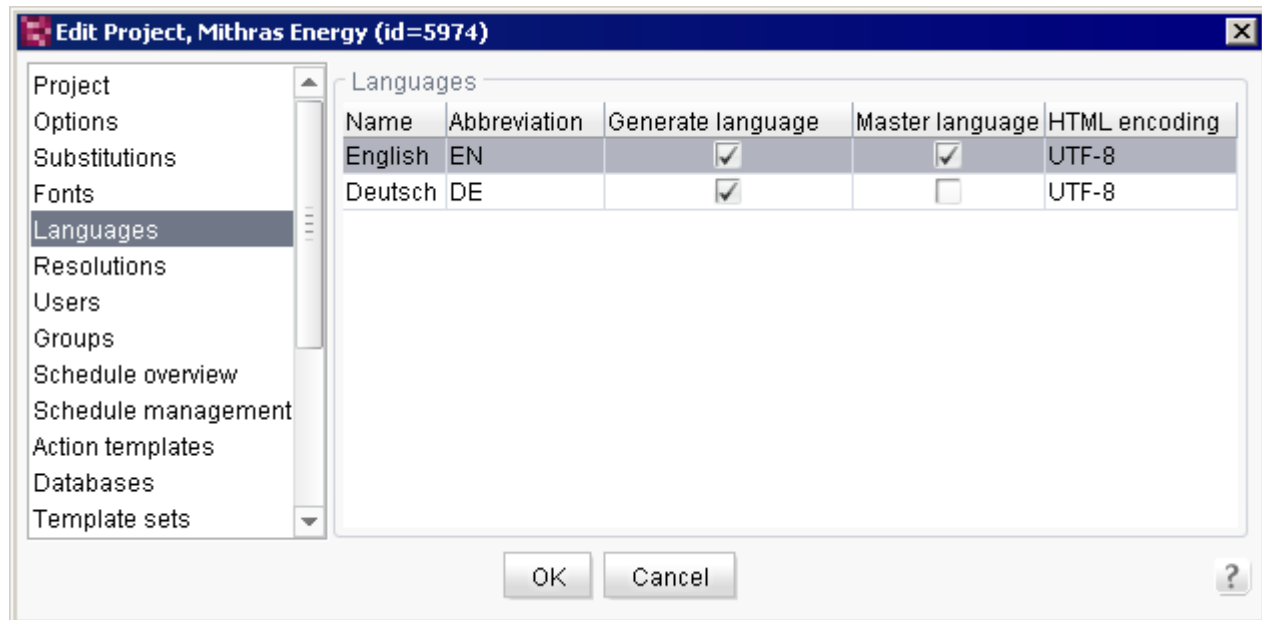 Edit Project, Mithras Energy (id=5974)
Project
Options
Substitutions
Fonts
Languages
Resolutions
Users
Groups
Schedule overview
Schedule management
Action templates
Databases
Template sets
Languages
Name Abbreviation Generate language Master language HTML encoding
English EN UTF-8
Deutsch DE UTF-8
OK Cancel ?